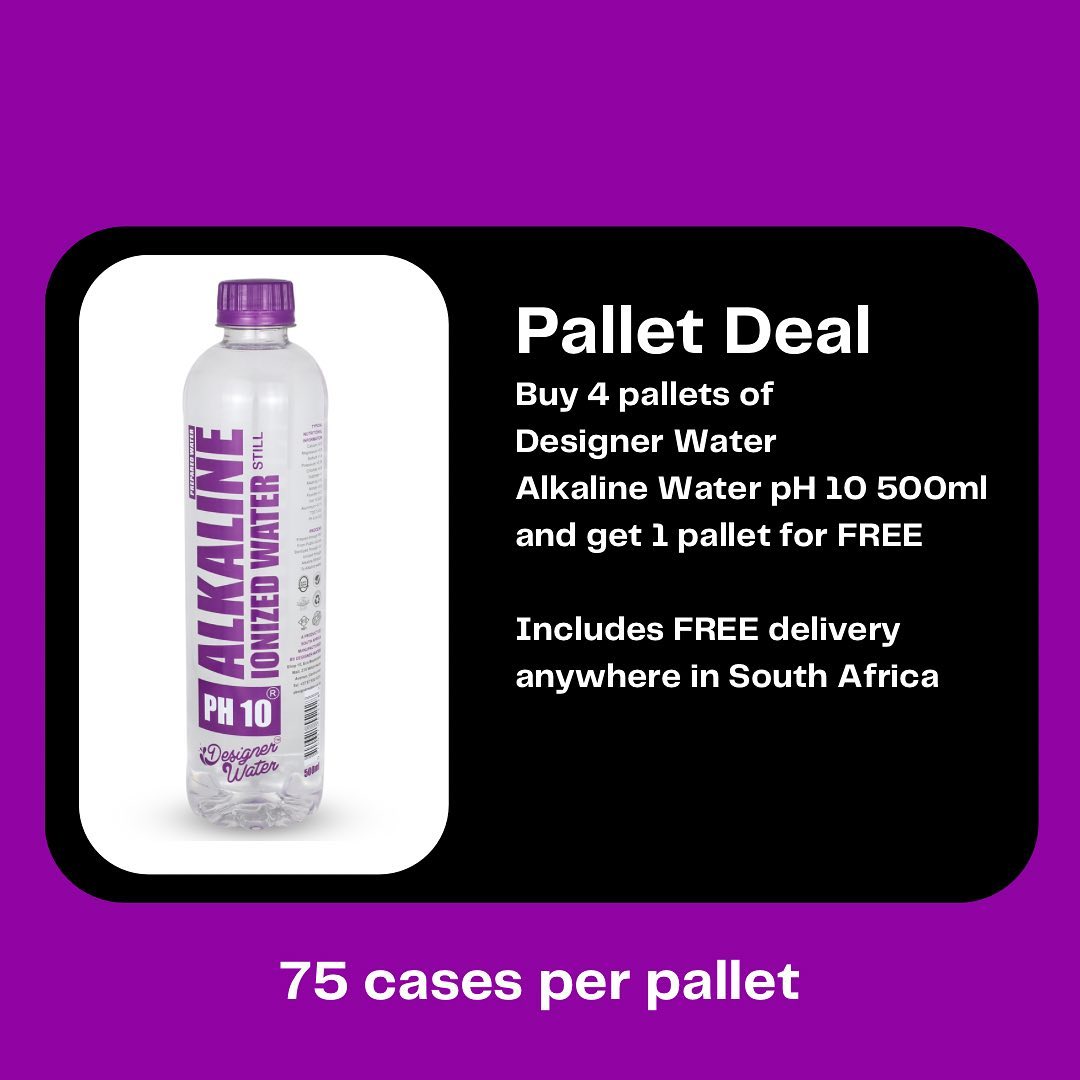 Pallet Deal
Buy 4 pallets of
Designer Water
Alkaline Water pH 10 500ml
and get 1 pallet for FREE
Includes FREE delivery
anywhere in South Africa
PREPARED WATER
ALKALINE
IONIZED WATER STILL
PH 10 ®
Designer
Water
500ml
75 cases per pallet